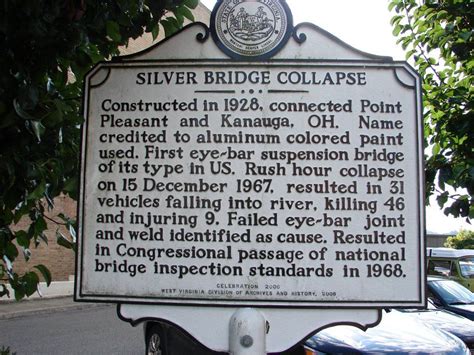 SILVER BRIDGE COLLAPSE
Constructed in 1928, connected Point
Pleasant and Kanauga, OH. Name
credited to aluminum colored paint
used. First eye-bar suspension bridge
of its type in US. Rush hour collapse
on 15 December 1967, resulted in 31
vehicles falling into river, killing 46
and injuring 9. Failed eye-bar joint
and weld identified as cause. Resulted
in Congressional passage of national
bridge inspection standards in 1968.
CELEBRATION 2000
WEST VIRGINIA DIVISION OF ARCHIVES AND HISTORY, 2000